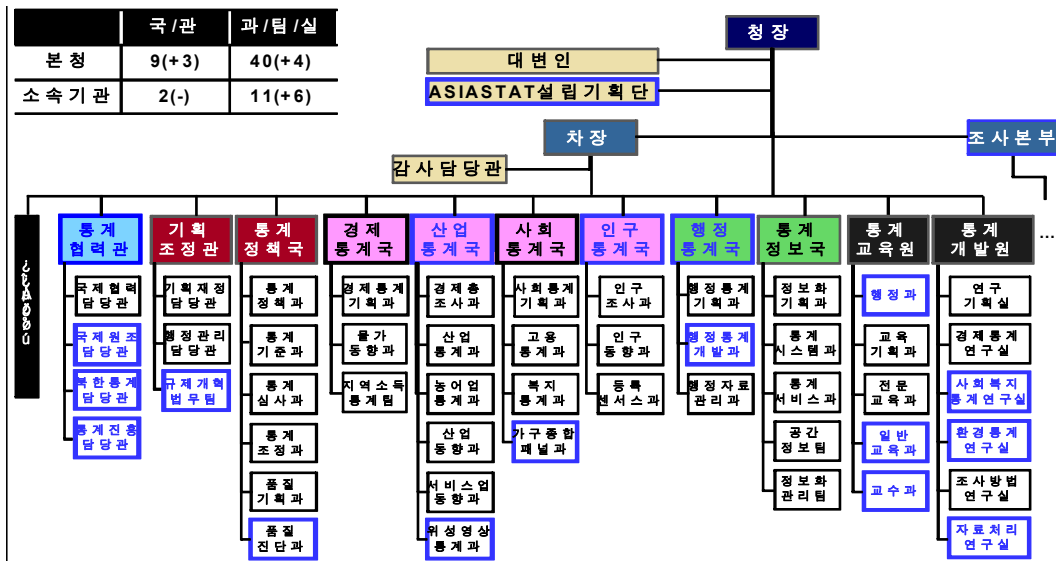 국/관 과/팀/실
본청 9(+3) 40(+4)
소속기관 2(-) 11(+6)
청장
대변인
ASIASTAT설립기획단
차장
조사본부
감사담당관
통계
협력관
국제협력
담당관
국제원조
담당관
북한통계
담당관
통계진흥
담당관
기획
조정관
기획재정
담당관
행정관리
담당관
규제개혁
법무팀
통계
정책국
통계
정책과
통계
기준과
통계
심사과
통계
조정과
품질
기획과
품질
진단과
경제
통계국
경제통계
기획과
물가
동향과
지역소득
통계팀
산업
통계국
경제총
조사과
산업
통계과
농어업
통계과
산업
동향과
서비스업
동향과
위성영상
통계과
사회
통계국
사회통계
기획과
고용
통계과
복지
통계과
가구종합
패널과
인구
통계국
인구
조사과
인구
동향과
등록
센서스과
행정
통계국
행정통계
기획과
행정통계
개발과
행정자료
관리과
통계
정보국
정보화
기획과
통계
시스템과
통계
서비스과
공간
정보팀
정보화
관리팀
통계
교육원
행정과
교육
기획과
전문
교육과
일반
교육과
교수과
통계
개발원
연구
기획실
경제통계
연구실
사회복지
통계연구실
환경통계
연구실
조사방법
연구실
자료처리
연구실
...